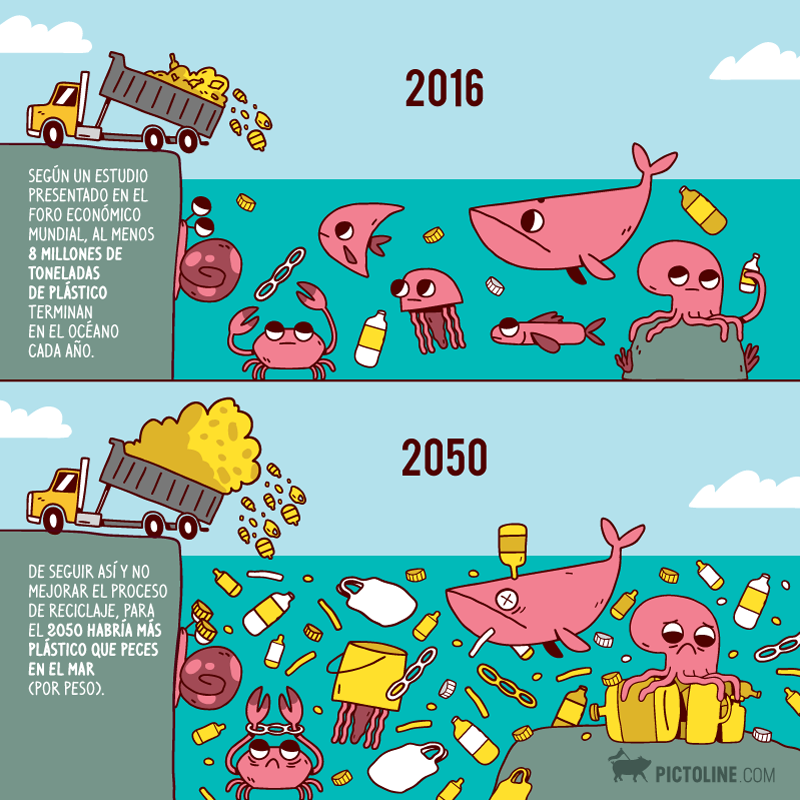 2016
SEGÚN UN ESTUDIO
PRESENTADO EN EL
FORO ECONÓMICO
MUNDIAL, AL MENOS
8 MILLONES DE
TONELADAS
DE PLÁSTICO
TERMINAN
EN EL OCÉANO
CADA AÑO.
2050
DE SEGUIR ASÍ Y NO
MEJORAR EL PROCESO
DE RECICLAJE, PARA
EL 2050 HABRÍA MÁS
PLÁSTICO QUE PECES
EN EL MAR
(POR PESO).
PICTOLINE.COM